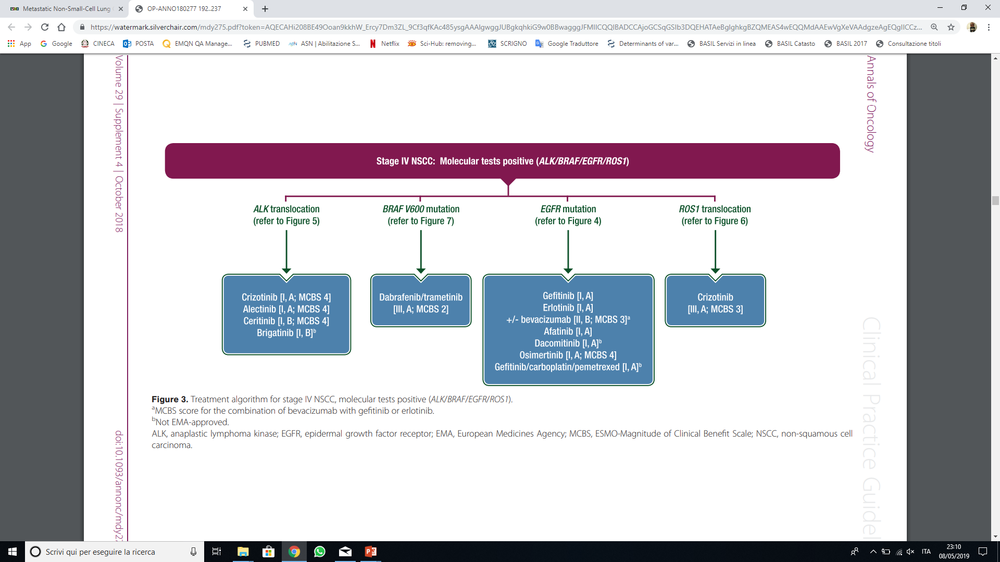 Metastatic Non-Small-Cell Lung
OP-ANNO180277 192..237
App Google CINECA POSTA EMQN QA Manage... PUBMED ASN | Abilitazione S... Netflix Sci-Hub: removing... SCRIGNO Google Traduttore Determinants of var... BASIL Servizi in linea BASIL Catasto BASIL 2017 Consultazione titoli
Volume 29 | Supplement 4 | October 2018
Annals of Oncology
Stage IV NSCC: Molecular tests positive (ALK/BRAF/EGFR/ROS1)
ALK translocation
(refer to Figure 5)
BRAF V600 mutation
(refer to Figure 7)
EGFR mutation
(refer to Figure 4)
ROS1 translocation
(refer to Figure 6)
Crizotinib [I, A; MCBS 4]
Alectinib [I, A; MCBS 4]
Ceritinib [I, B; MCBS 4]
Brigatinib [I, B]b
Dabrafenib/trametinib
[III, A; MCBS 2]
Gefitinib [I, A]
Erlotinib [I, A]
+/- bevacizumab [II, B; MCBS 3]a
Afatinib [I, A]
Dacomitinib [I, A]b
Osimertinib [I, A; MCBS 4]
Gefitinib/carboplatin/pemetrexed [I, A]b
Crizotinib
[III, A; MCBS 3]
Figure 3. Treatment algorithm for stage IV NSCC, molecular tests positive (ALK/BRAF/EGFR/ROS1).
aMCBS score for the combination of bevacizumab with gefitinib or erlotinib.
bNot EMA-approved.
ALK, anaplastic lymphoma kinase; EGFR, epidermal growth factor receptor; EMA, European Medicines Agency; MCBS, ESMO-Magnitude of Clinical Benefit Scale; NSCC, non-squamous cell
carcinoma.
Clinical Practice Guidel
doi:10.1093/annonc/mdy27
Scrivi qui per eseguire la ricerca
ITA
23:10
08/05/2019